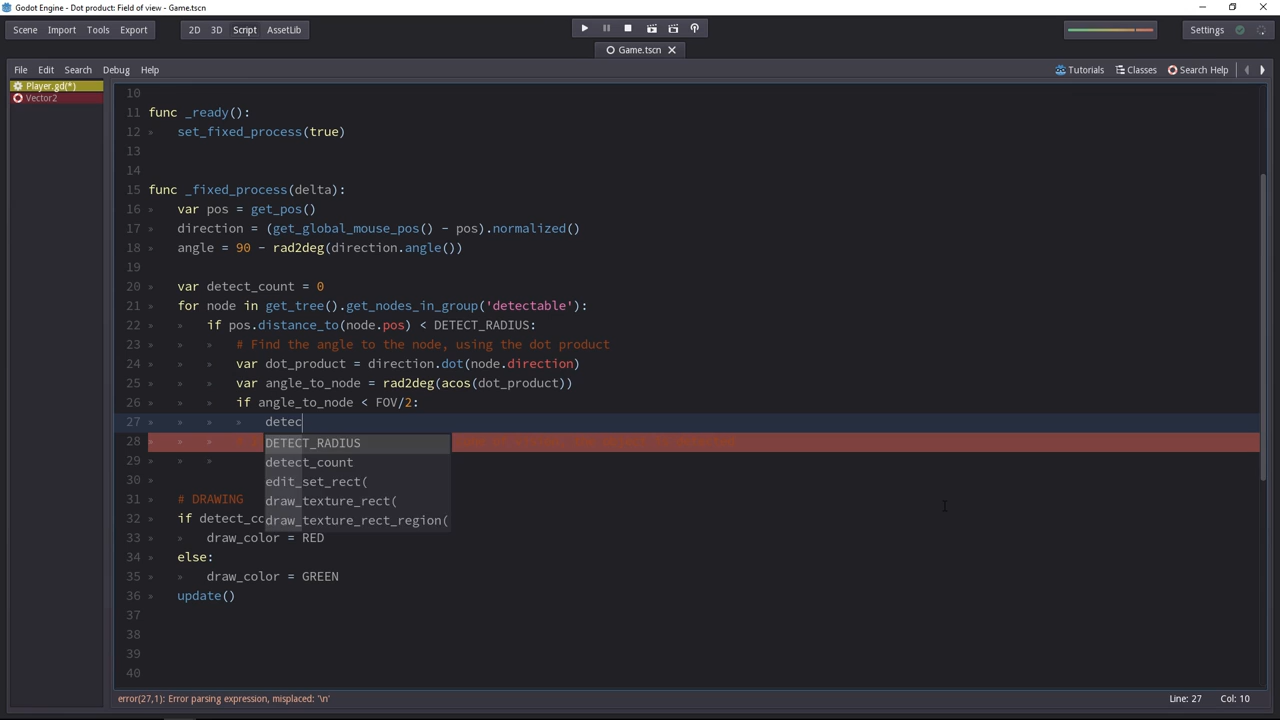 Godot Engine - Dot product: Field of view - Game.tscn
Scene Import Tools Export 2D 3D Script AssetLib Settings
Game.tscn
File Edit Search Debug Help Tutorials Classes Search Help
Player.gd(*)
Vector2
10
11 func _ready():
12 set_fixed_process(true)
13
14
15 func _fixed_process(delta):
16 var pos = get_pos()
17 direction = (get_global_mouse_pos() - pos).normalized()
18 angle = 90 - rad2deg(direction.angle())
19
20 var detect_count = 0
21 for node in get_tree().get_nodes_in_group('detectable'):
22 if pos.distance_to(node.pos) < DETECT_RADIUS:
23 # Find the angle to the node, using the dot product
24 var dot_product = direction.dot(node.direction)
25 var angle_to_node = rad2deg(acos(dot_product))
26 if angle_to_node < FOV/2:
27 detec
28
DETECT_RADIUS
29
detect_count
30
edit_set_rect(
31 # DRAWING
draw_texture_rect(
32 if detect_co
draw_texture_rect_region(
33 draw_color = RED
34 else:
35 draw_color = GREEN
36 update()
37
38
39
40
error(27,1): Error parsing expression, misplaced: '\n' Line: 27 Col: 10